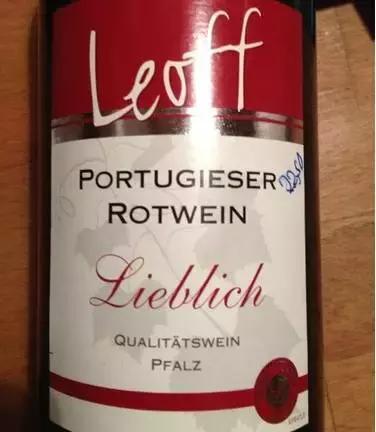 Leoff
PORTUGIESER
ROTWEIN
Lieblich
QUALITÄTSWEIN
PFALZ